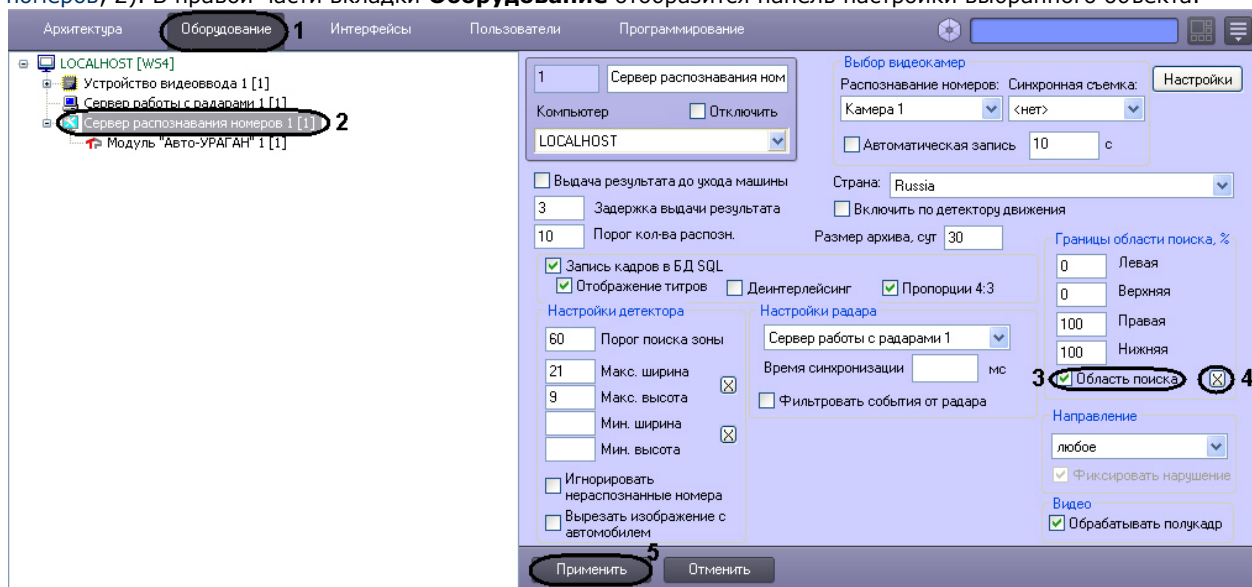 номеров, 2). В правой части вкладки Оборудование отобразится панель настройки выбранного объекта.
Архитектура Оборудование 1 Интерфейсы Пользователи Программирование
LOCALHOST [WS4]
Устройство видеоввода 1 [1]
Сервер работы с радарами 1 [1]
Сервер распознавания номеров 1 [1] 2
Модуль "Авто-УРАГАН" 1 [1]
1 Сервер распознавания ном
Компьютер Отключить
LOCALHOST
Выбор видеокамер
Распознавание номеров: Синхронная съемка: Настройки
Камера 1 <нет>
Автоматическая запись 10 с
Выдача результата до ухода машины
Страна: Russia
3 Задержка выдачи результата
Включить по детектору движения
10 Порог кол-ва распозн.
Размер архива, сут 30
Запись кадров в БД SQL
Отображение титров Деинтерлейсинг Пропорции 4:3
Границы области поиска, %
0 Левая
0 Верхняя
100 Правая
100 Нижняя
3 Область поиска 4
Настройки детектора
60 Порог поиска зоны
21 Макс. ширина
9 Макс. высота
Мин. ширина
Мин. высота
Игнорировать
нераспознанные номера
Вырезать изображение с
автомобилем
Настройки радара
Сервер работы с радарами 1
Время синхронизации мс
Фильтровать события от радара
Направление
любое
Фиксировать нарушение
Видео
Обрабатывать полукадр
5
Применить Отменить